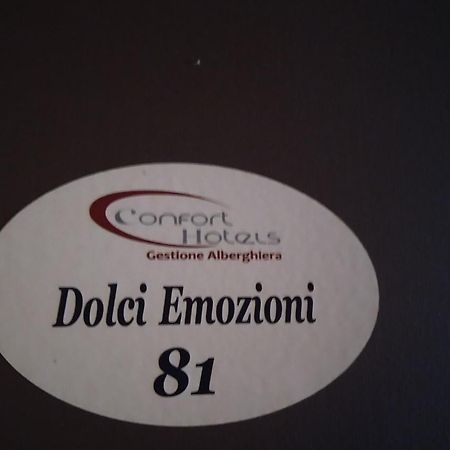 Confort
Hotels
Gestione Alberghiera
Dolci Emozioni
81